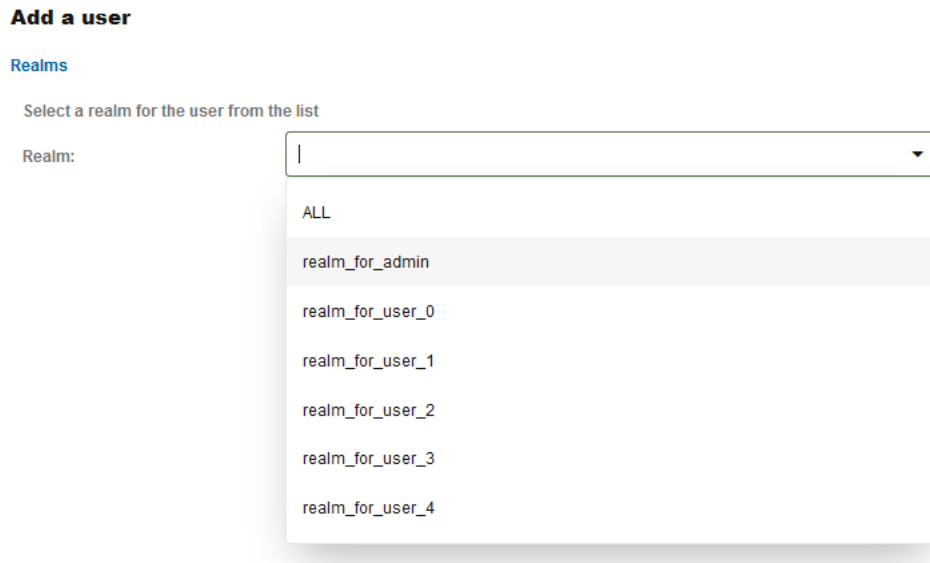 Add a user
Realms
Select a realm for the user from the list
Realm:
ALL
realm_for_admin
realm_for_user_0
realm_for_user_1
realm_for_user_2
realm_for_user_3
realm_for_user_4